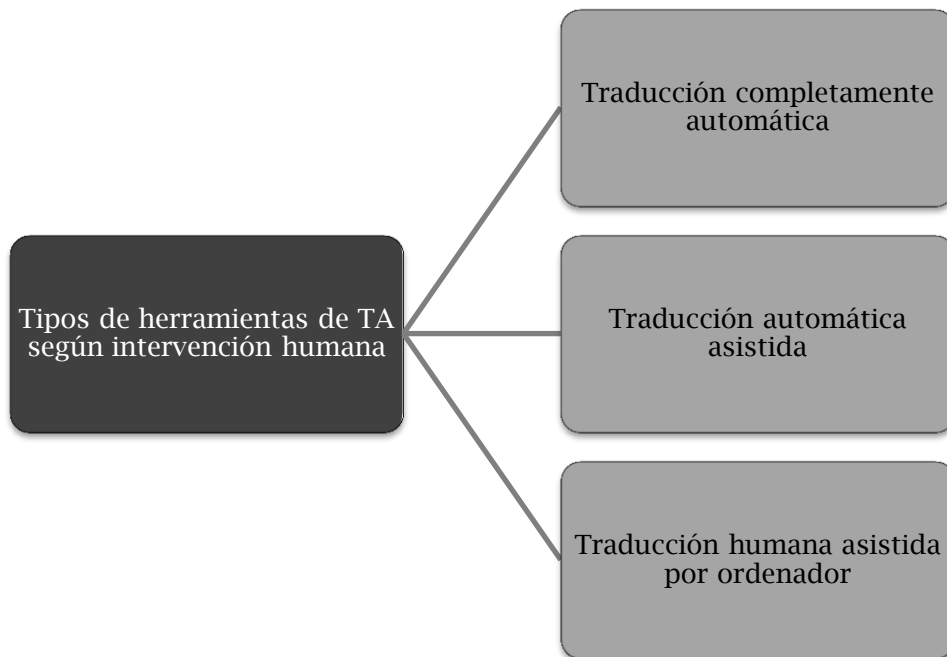 Tipos de herramientas de TA
según intervención humana
Traducción completamente
automática
Traducción automática
asistida
Traducción humana asistida
por ordenador